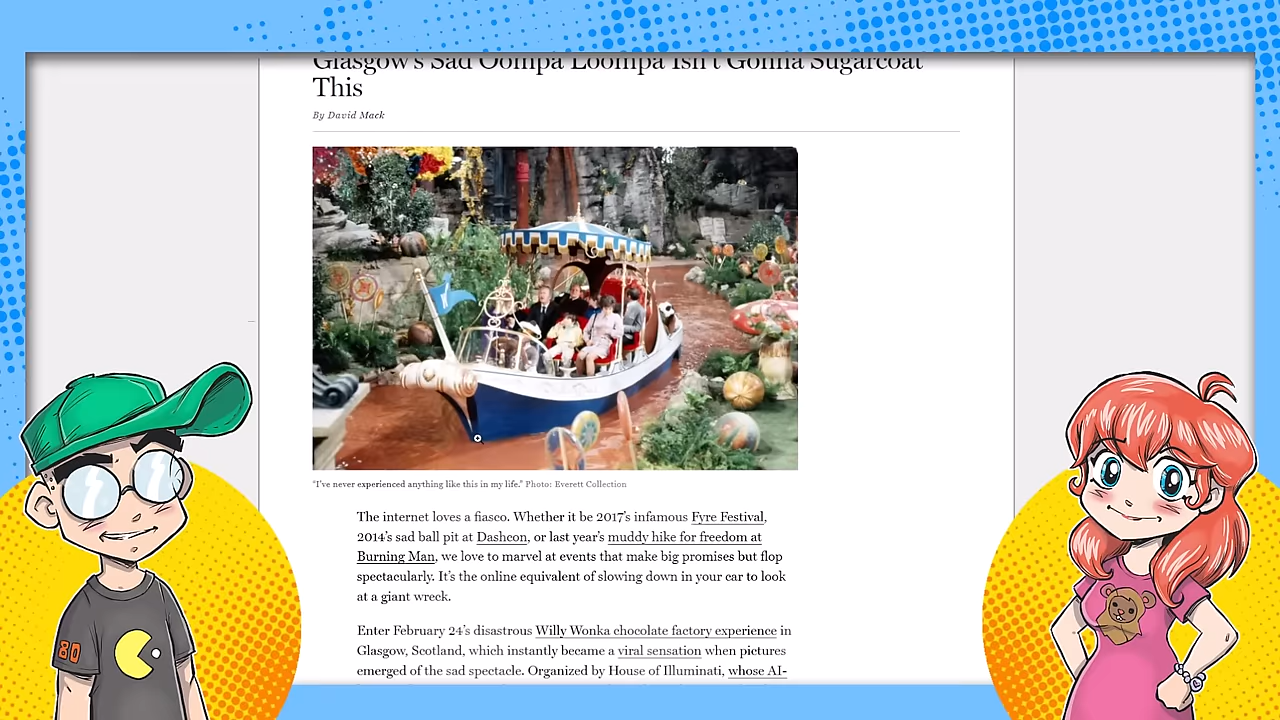 Glasgow's Sad Oompa Loompa Isn't Gonna Sugarcoat
This
By David Mack
"I've never experienced anything like this in my life." Photo: Everett Collection
The internet loves a fiasco. Whether it be 2017's infamous Fyre Festival,
2014's sad ball pit at Dashcon, or last year's muddy hike for freedom at
Burning Man, we love to marvel at events that make big promises but flop
spectacularly. It's the online equivalent of slowing down in your car to look
at a giant wreck.
Enter February 24's disastrous Willy Wonka chocolate factory experience in
Glasgow, Scotland, which instantly became a viral sensation when pictures
emerged of the sad spectacle. Organized by House of Illuminati, whose AI-
80